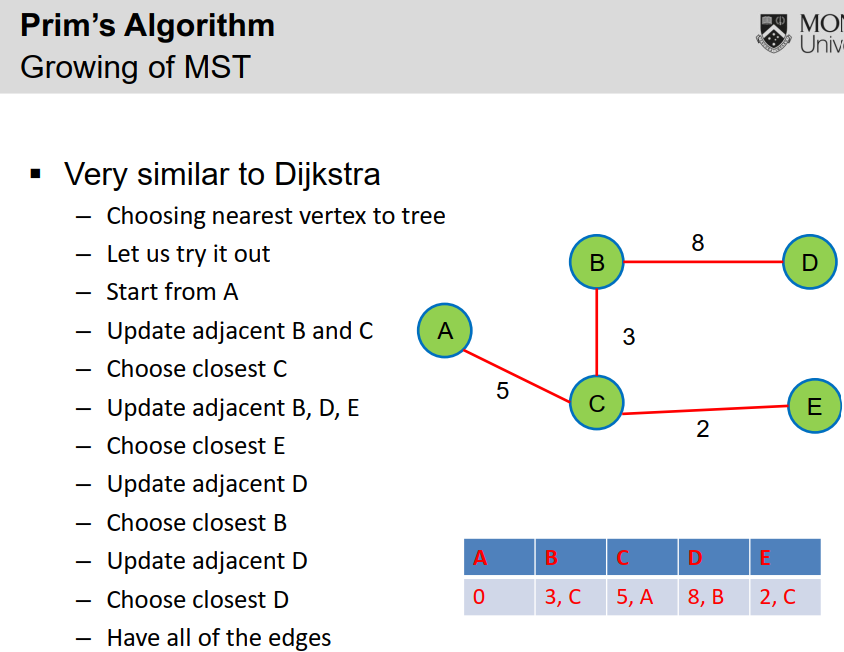 Prim's Algorithm
Growing of MST
▪ Very similar to Dijkstra
– Choosing nearest vertex to tree
– Let us try it out
– Start from A
– Update adjacent B and C
– Choose closest C
– Update adjacent B, D, E
– Choose closest E
– Update adjacent D
– Choose closest B
– Update adjacent D
– Choose closest D
– Have all of the edges
MON
Unive
8
B
D
A
3
5
C
E
2
A B C D E
0 3, C 5, A 8, B 2, C